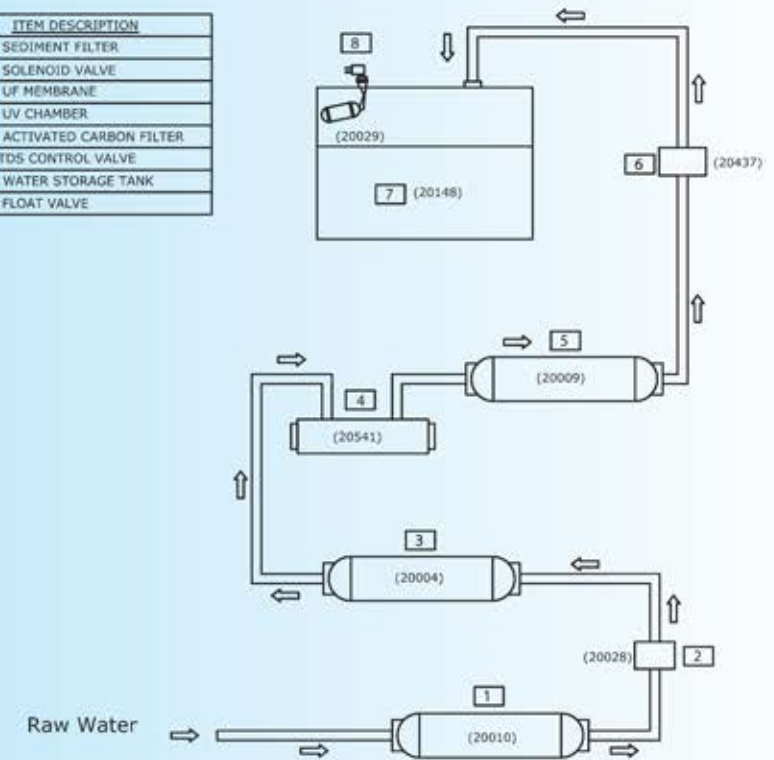 ITEM DESCRIPTION
SEDIMENT FILTER
SOLENOID VALVE
UF MEMBRANE
UV CHAMBER
ACTIVATED CARBON FILTER
TDS CONTROL VALVE
WATER STORAGE TANK
FLOAT VALVE
8
(20029)
7 (20148)
6 (20437)
5
(20009)
4
(20541)
3
(20004)
(20028) 2
1
Raw Water
(20010)